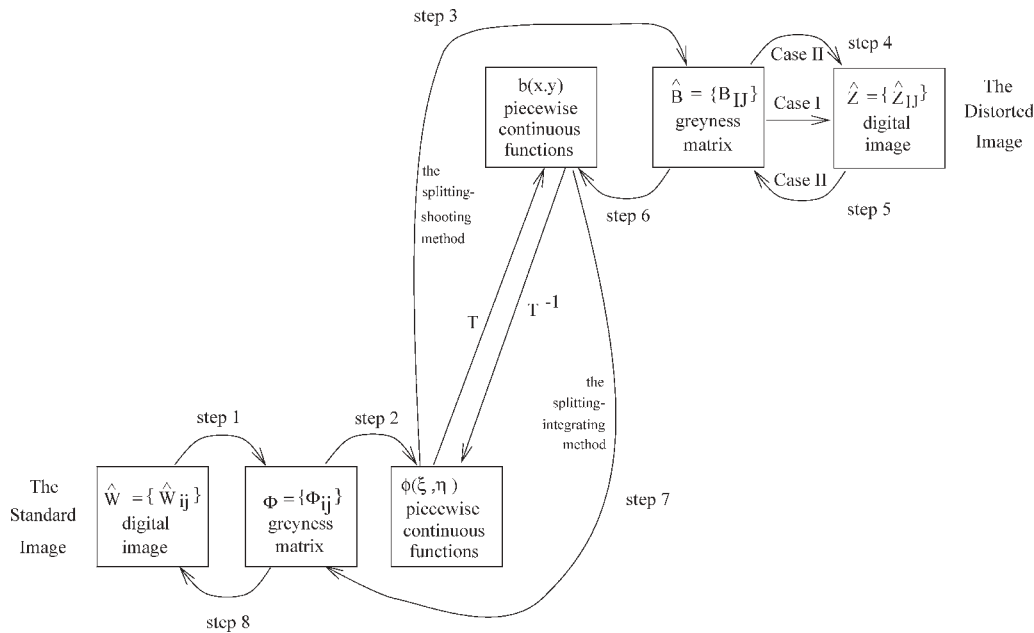 step 3
step 4
Case II
b(x.y)
piecewise
continuous
functions
B̂ = {B_IJ}
greyness
matrix
Case I
Ẑ = {Ẑ_IJ}
digital
image
The
Distorted
Image
Case II
step 5
step 6
the
splitting-
shooting
method
T
T⁻¹
the
splitting-
integrating
method
step 1
step 2
step 7
The
Standard
Image
Ŵ = {Ŵ_ij}
digital
image
Φ = {Φ_ij}
greyness
matrix
ϕ(ξ,η)
piecewise
continuous
functions
step 8